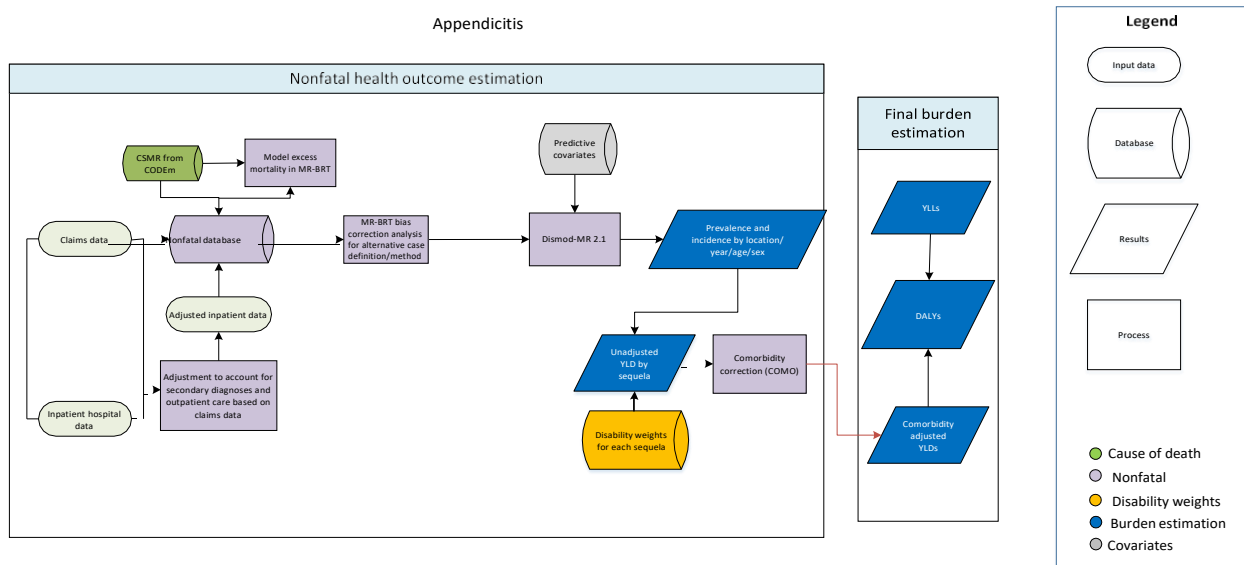 Appendicitis
Nonfatal health outcome estimation
CSMR from
CODEm
Model excess
mortality in MR-BRT
Predictive
covariates
Claims data
Nonfatal database
MR-BRT bias
correction analysis
for alternative case
definition/method
Dismod-MR 2.1
Prevalence and
incidence by location/
year/age/sex
Adjusted inpatient data
Adjustment to account for
secondary diagnoses and
outpatient care based on
claims data
Inpatient hospital
data
Unadjusted
YLD by
sequela
Comorbidity
correction (COMO)
Disability weights
for each sequela
Final burden
estimation
YLLs
DALYs
Comorbidity
adjusted
YLDs
Legend
Input data
Database
Results
Process
Cause of death
Nonfatal
Disability weights
Burden estimation
Covariates